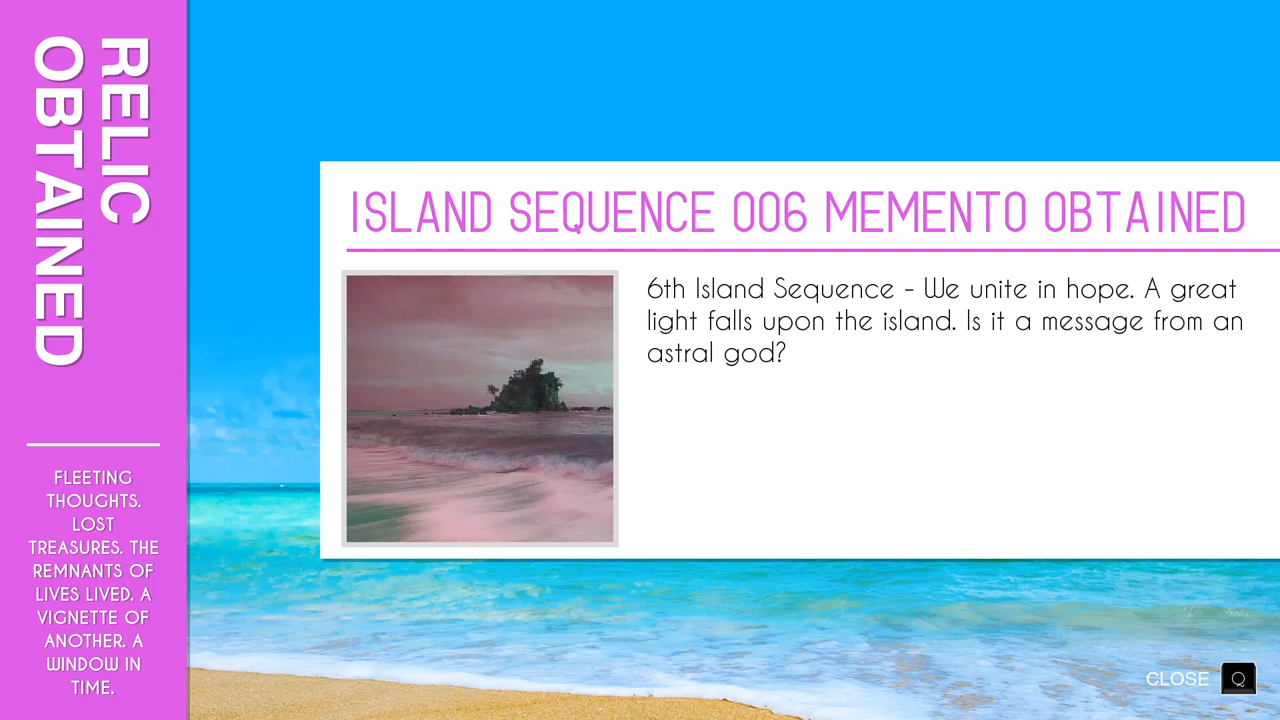 RELIC
OBTAINED
FLEETING
THOUGHTS.
LOST
TREASURES. THE
REMNANTS OF
LIVES LIVED. A
VIGNETTE OF
ANOTHER. A
WINDOW IN
TIME.
ISLAND SEQUENCE 006 MEMENTO OBTAINED
6th Island Sequence - We unite in hope. A great
light falls upon the island. Is it a message from an
astral god?
CLOSE Q